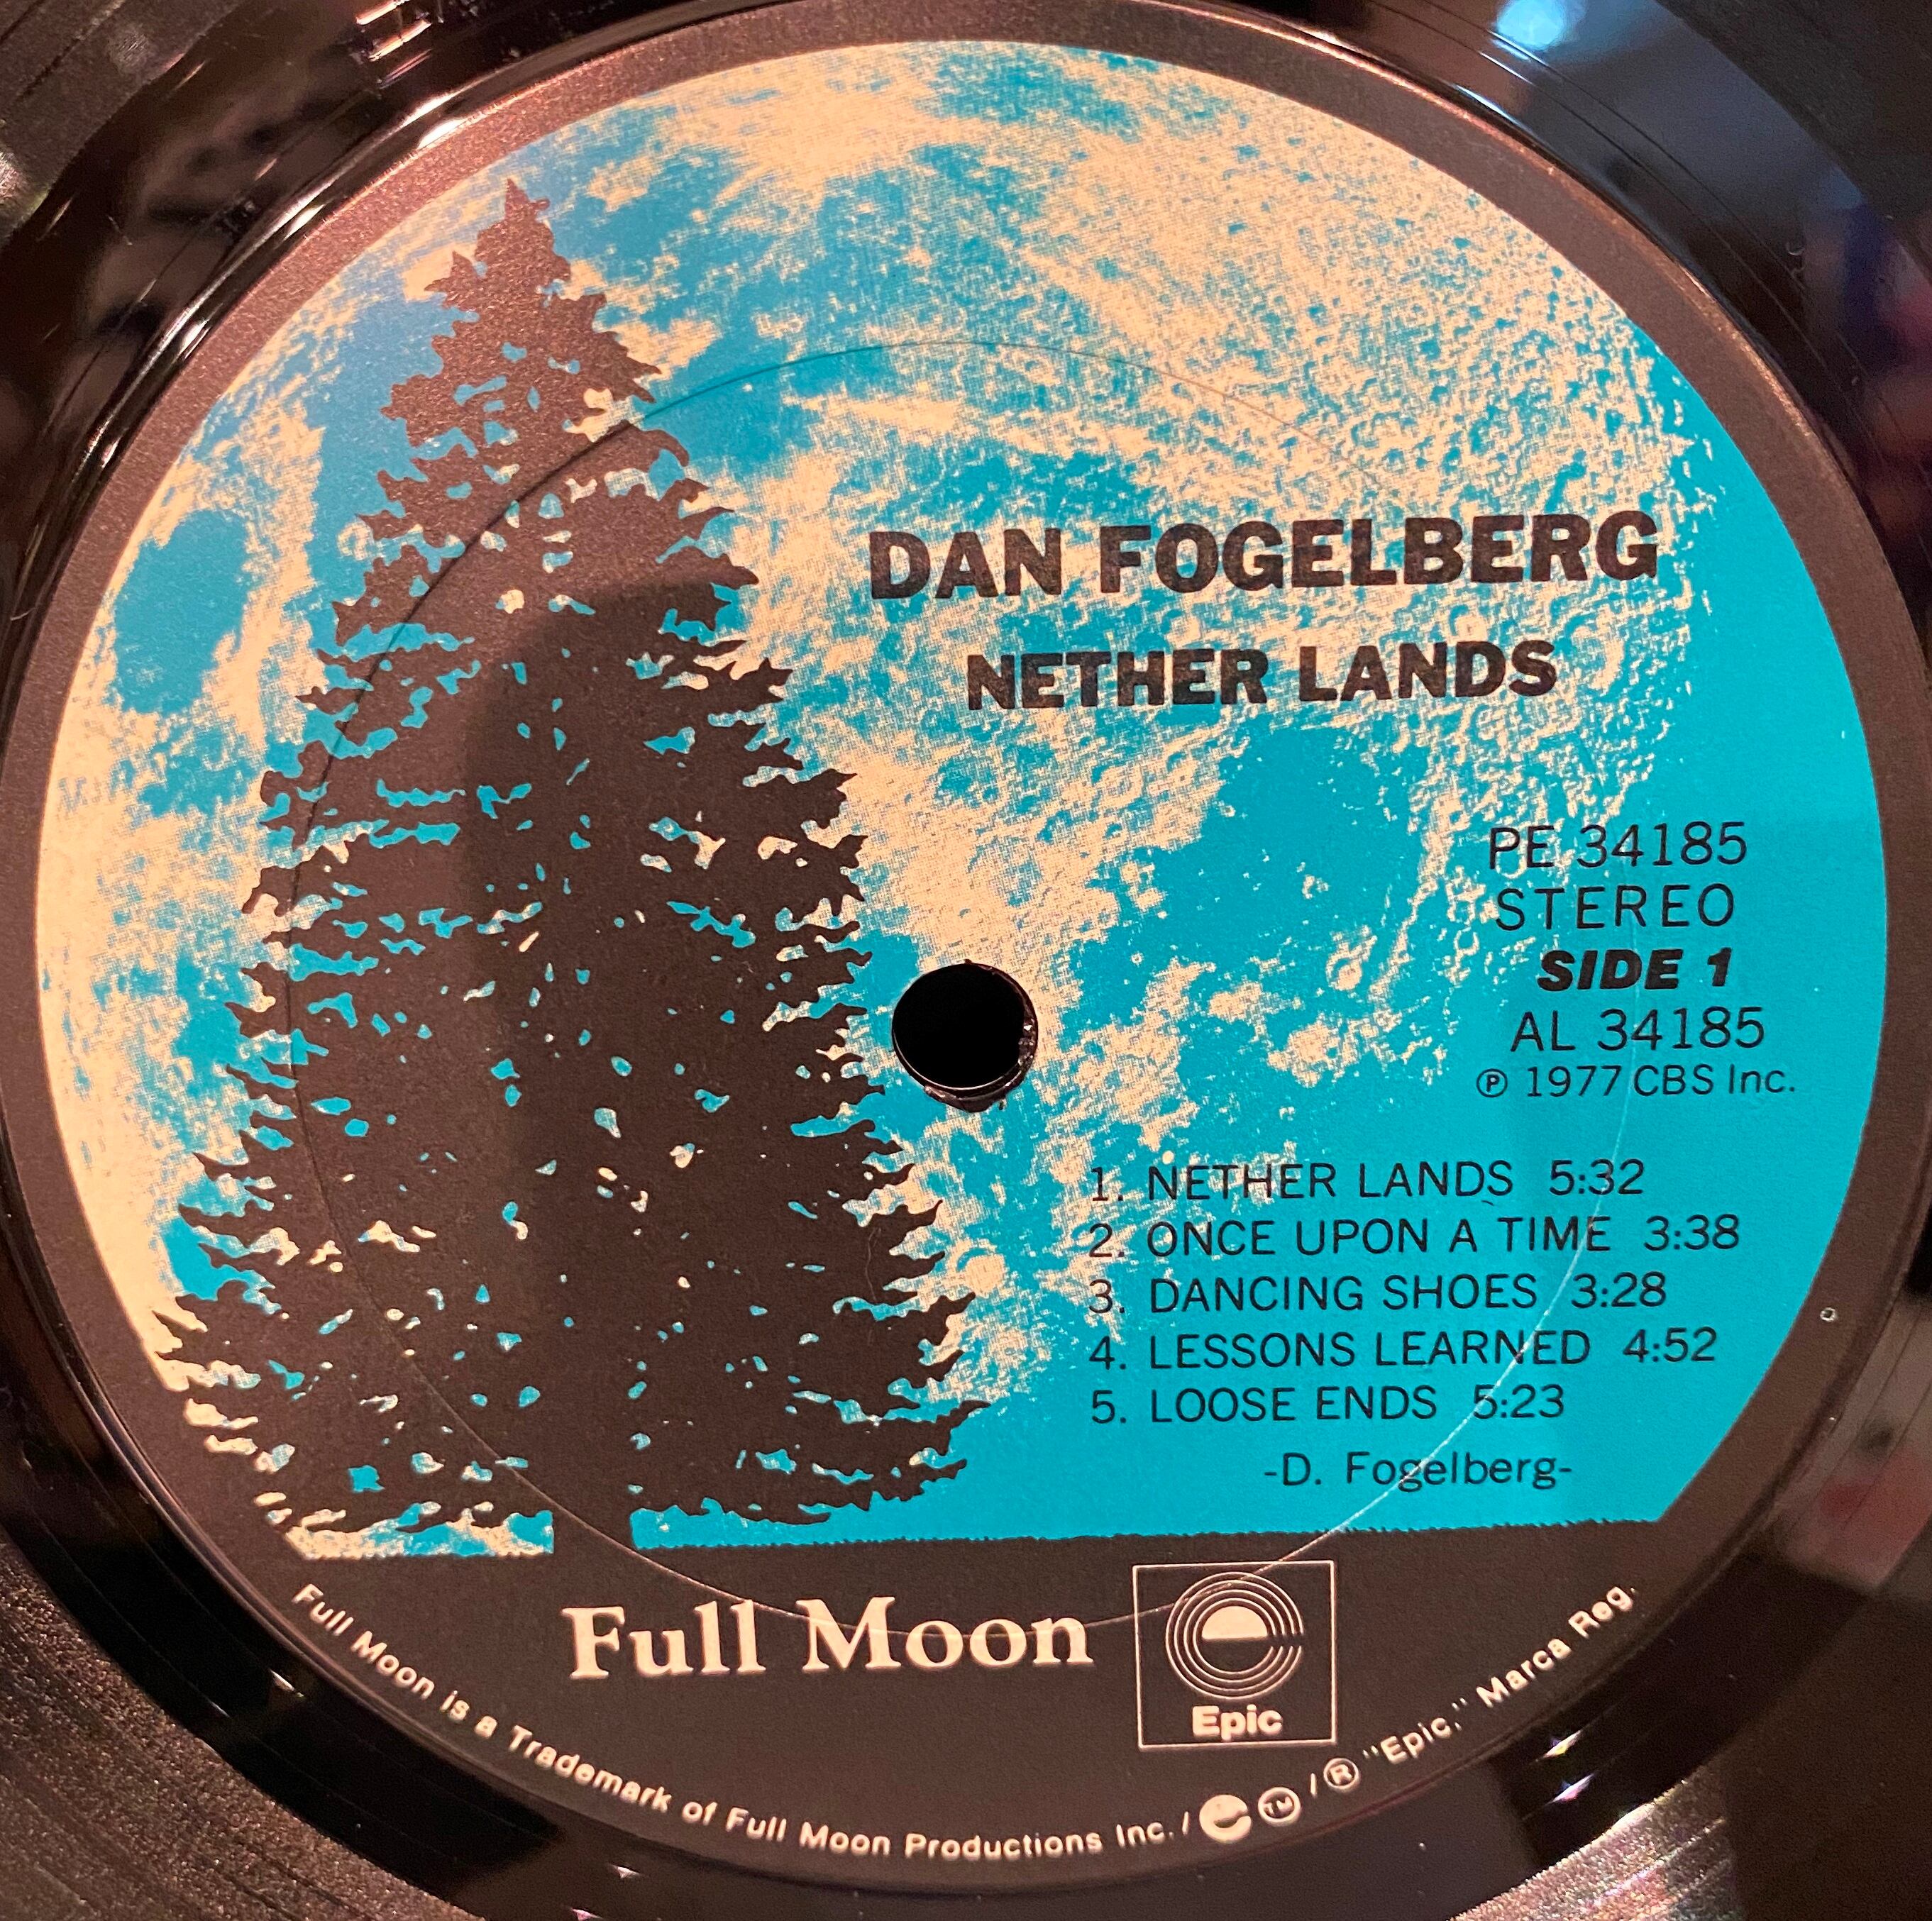 DAN FOGELBERG
NETHER LANDS
PE 34185
STEREO
SIDE 1
AL 34185
℗ 1977 CBS Inc.
1. NETHER LANDS 5:32
2. ONCE UPON A TIME 3:38
3. DANCING SHOES 3:28
4. LESSONS LEARNED 4:52
5. LOOSE ENDS 5:23
-D. Fogelberg-
Full Moon
Epic
Full Moon is a Trademark of Full Moon Productions Inc./ e ™/® "Epic," Marca Reg.